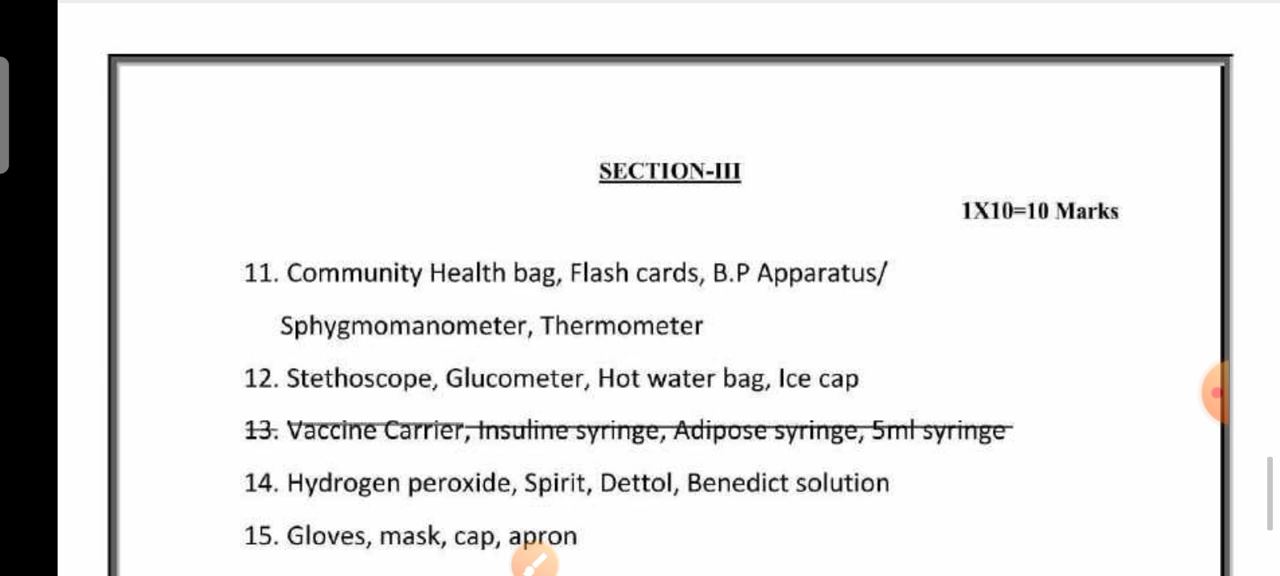 SECTION-III
1X10=10 Marks
11. Community Health bag, Flash cards, B.P Apparatus/
Sphygmomanometer, Thermometer
12. Stethoscope, Glucometer, Hot water bag, Ice cap
13. Vaccine Carrier, Insuline syringe, Adipose syringe, 5ml syringe
14. Hydrogen peroxide, Spirit, Dettol, Benedict solution
15. Gloves, mask, cap, apron